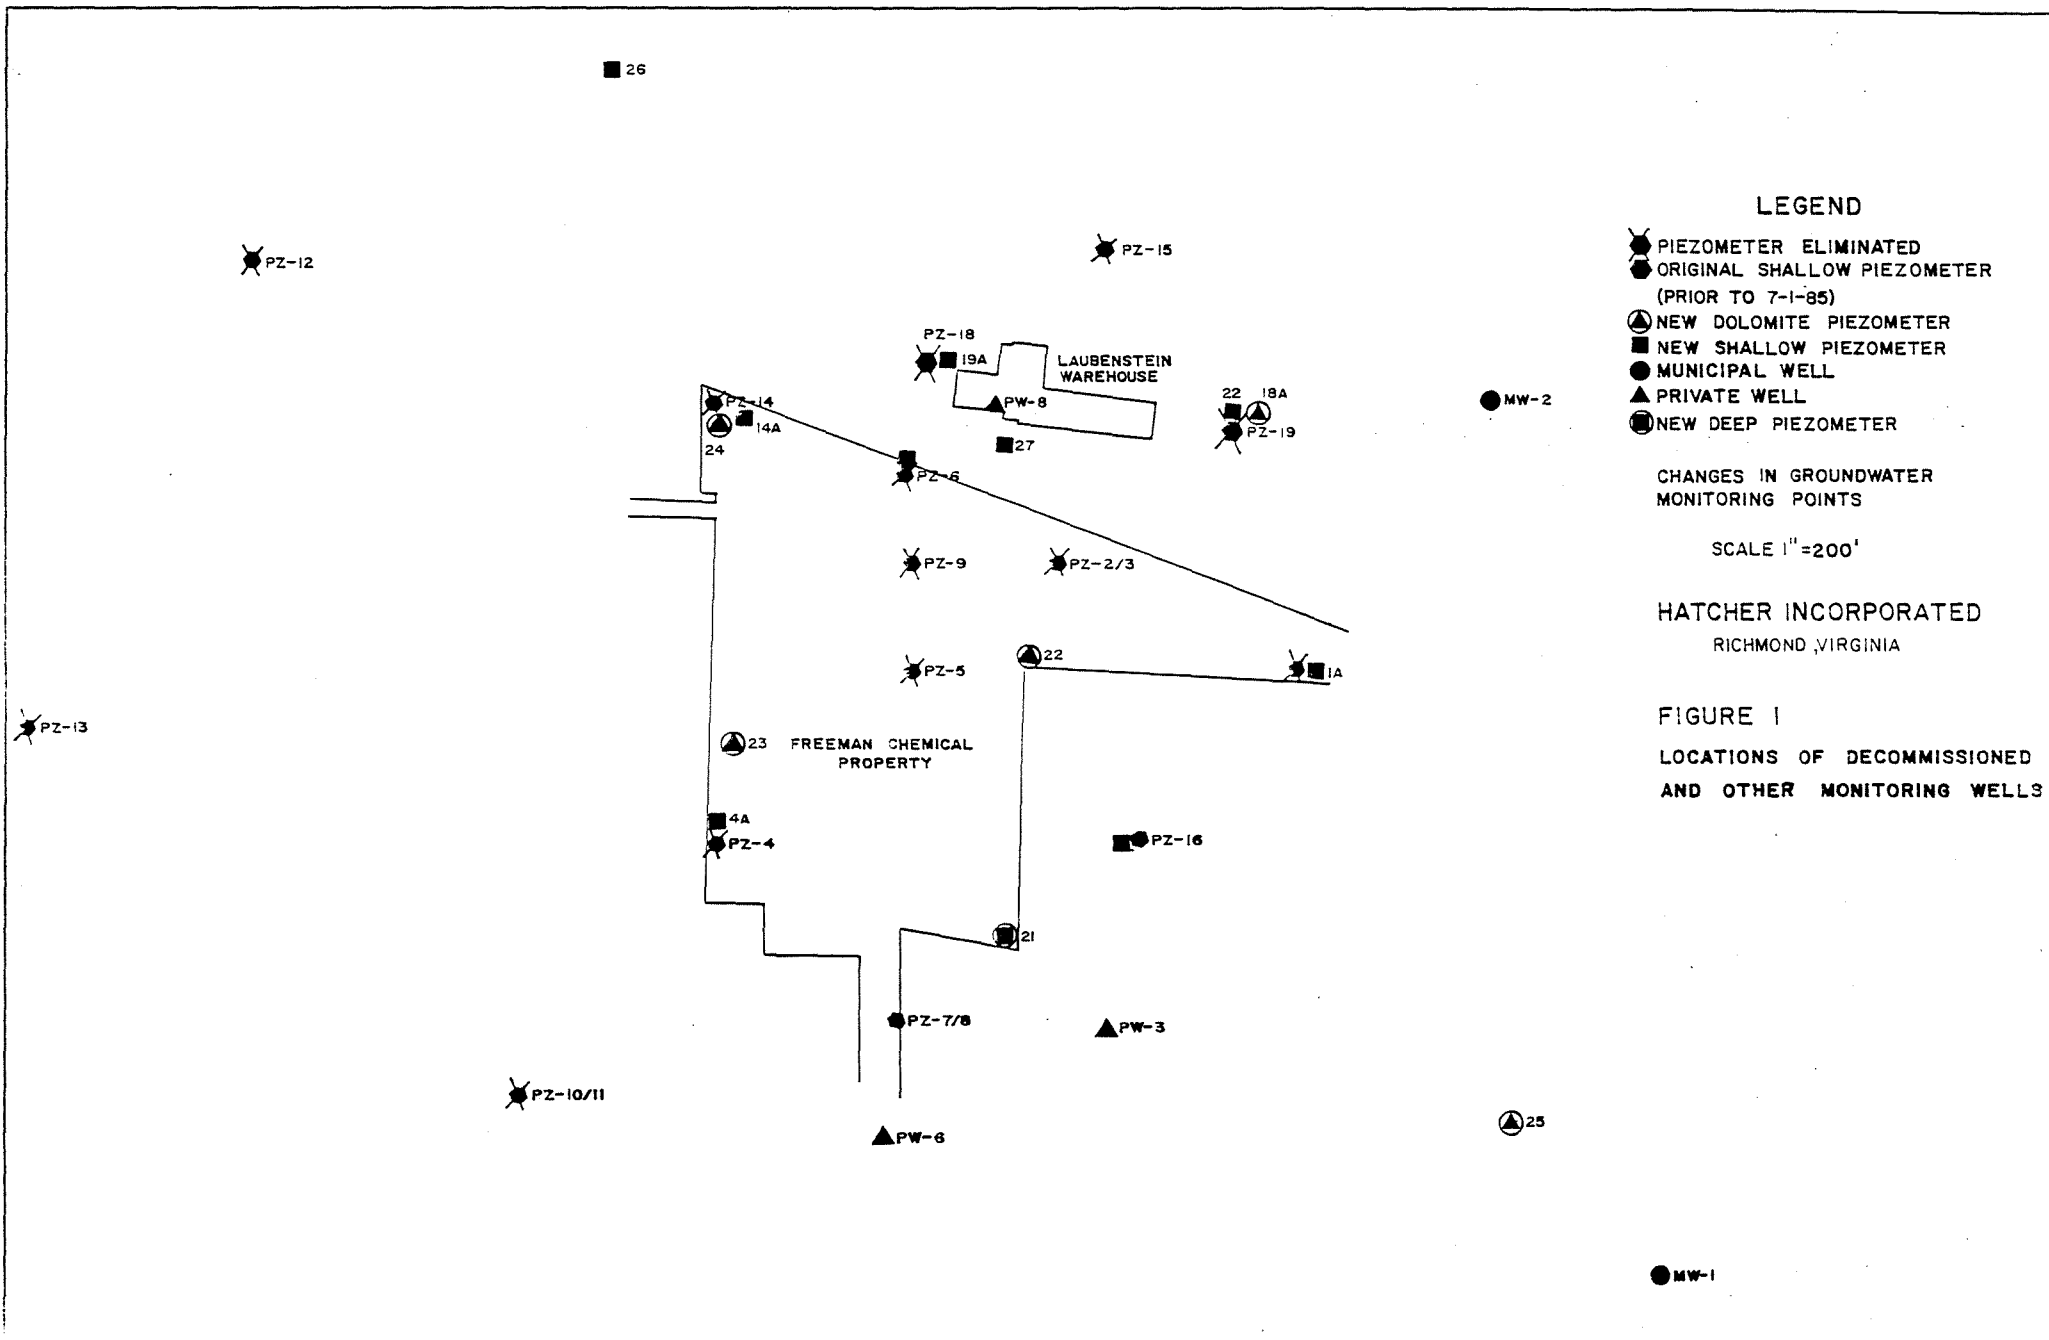 26
PZ-12
PZ-15
PZ-18
19A
LAUBENSTEIN
WAREHOUSE
PW-8
22
18A
PZ-19
MW-2
PZ-14
14A
24
27
PZ-6
PZ-9
PZ-2/3
22
PZ-5
1A
PZ-13
23
FREEMAN CHEMICAL
PROPERTY
4A
PZ-4
PZ-16
21
PZ-7/8
PW-3
PZ-10/11
PW-6
25
MW-1
LEGEND
PIEZOMETER ELIMINATED
ORIGINAL SHALLOW PIEZOMETER
(PRIOR TO 7-1-85)
NEW DOLOMITE PIEZOMETER
NEW SHALLOW PIEZOMETER
MUNICIPAL WELL
PRIVATE WELL
NEW DEEP PIEZOMETER
CHANGES IN GROUNDWATER
MONITORING POINTS
SCALE 1"=200'
HATCHER INCORPORATED
RICHMOND ,VIRGINIA
FIGURE 1
LOCATIONS OF DECOMMISSIONED
AND OTHER MONITORING WELLS